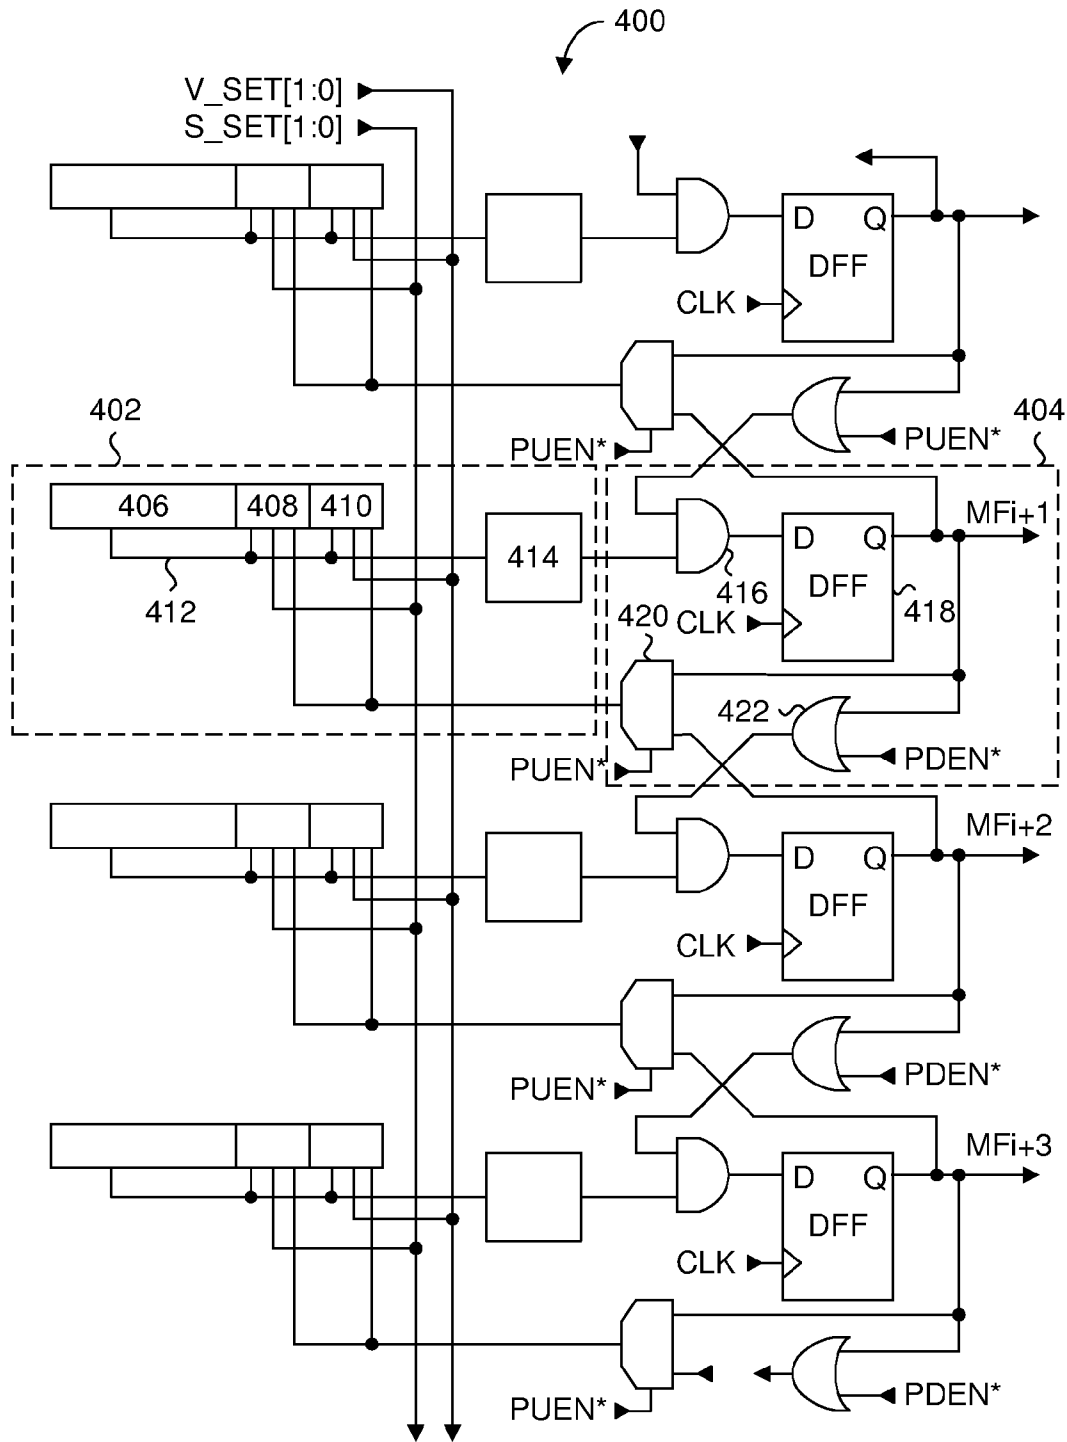 400
V_SET[1:0]
S_SET[1:0]
D Q
DFF
CLK
PUEN*
PUEN*
402
404
406 408 410
MFi+1
D Q
414
DFF
412
416
418
CLK
420
422
PDEN*
PUEN*
MFi+2
D Q
DFF
CLK
PDEN*
PUEN*
MFi+3
D Q
DFF
CLK
PDEN*
PUEN*